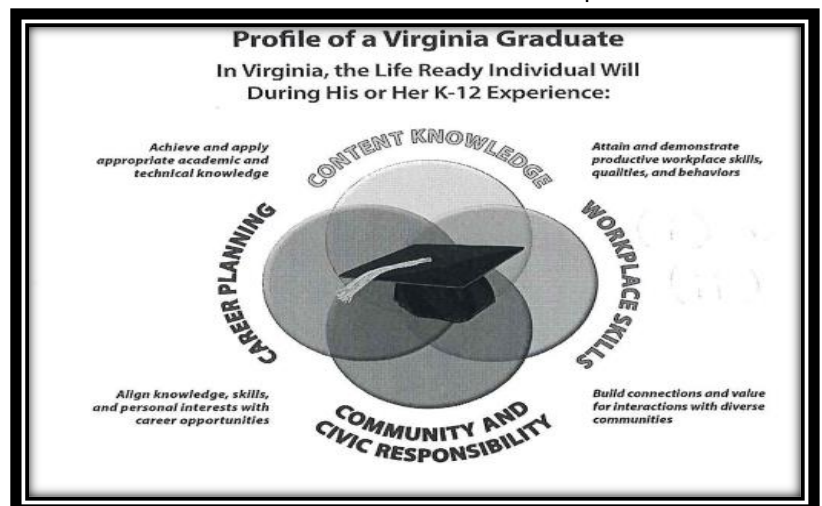 Profile of a Virginia Graduate
In Virginia, the Life Ready Individual Will
During His or Her K-12 Experience:
Achieve and apply
appropriate academic and
technical knowledge
CONTENT KNOWLEDGE
Attain and demonstrate
productive workplace skills,
qualities, and behaviors
CAREER PLANNING
WORKPLACE SKILLS
Align knowledge, skills,
and personal interests with
career opportunities
COMMUNITY AND
CIVIC RESPONSIBILITY
Build connections and value
for interactions with diverse
communities